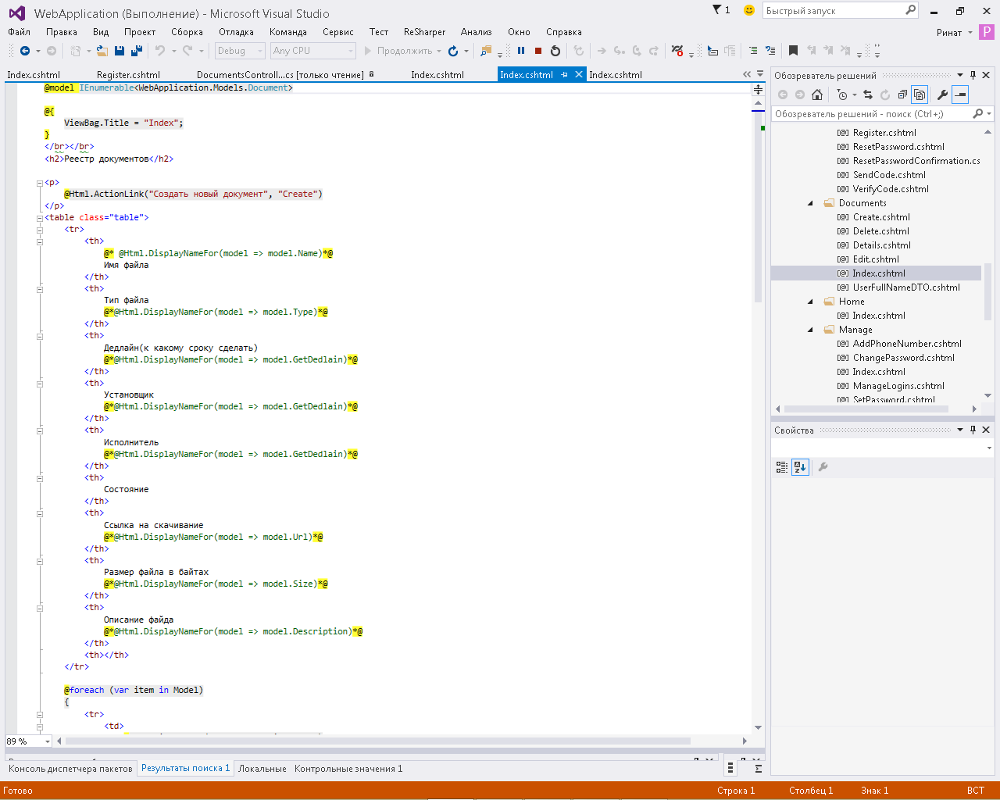 WebApplication (Выполнение) - Microsoft Visual Studio
1
Быстрый запуск
Файл Правка Вид Проект Сборка Отладка Команда Сервис Тест ReSharper Анализ Окно Справка
Ринат P
Debug Any CPU Продолжить
Index.cshtml Register.cshtml DocumentsControll...cs [только чтение] Index.cshtml Index.cshtml Index.cshtml
@model IEnumerable<WebApplication.Models.Document>
@{
ViewBag.Title = "Index";
}
</br></br>
<h2>Реестр документов</h2>
<p>
@Html.ActionLink("Создать новый документ", "Create")
</p>
<table class="table">
<tr>
<th>
@* @Html.DisplayNameFor(model => model.Name)*@
Имя файла
</th>
<th>
Тип файла
@*@Html.DisplayNameFor(model => model.Type)*@
</th>
<th>
Дедлайн(к какому сроку сделать)
@*@Html.DisplayNameFor(model => model.GetDedlain)*@
</th>
<th>
Установщик
@*@Html.DisplayNameFor(model => model.GetDedlain)*@
</th>
<th>
Исполнитель
@*@Html.DisplayNameFor(model => model.GetDedlain)*@
</th>
<th>
Состояние
</th>
<th>
Ссылка на скачивание
@*@Html.DisplayNameFor(model => model.Url)*@
</th>
<th>
Размер файла в байтах
@*@Html.DisplayNameFor(model => model.Size)*@
</th>
<th>
Описание файда
@*@Html.DisplayNameFor(model => model.Description)*@
</th>
<th></th>
</tr>
@foreach (var item in Model)
{
<tr>
<td>
89 %
Обозреватель решений
Обозреватель решений - поиск (Ctrl+;)
Register.cshtml
ResetPassword.cshtml
ResetPasswordConfirmation.cs
SendCode.cshtml
VerifyCode.cshtml
Documents
Create.cshtml
Delete.cshtml
Details.cshtml
Edit.cshtml
Index.cshtml
UserFullNameDTO.cshtml
Home
Index.cshtml
Manage
AddPhoneNumber.cshtml
ChangePassword.cshtml
Index.cshtml
ManageLogins.cshtml
SetPassword.cshtml
Свойства
Консоль диспетчера пакетов Результаты поиска 1 Локальные Контрольные значения 1
Готово Строка 1 Столбец 1 Знак 1 ВСТ